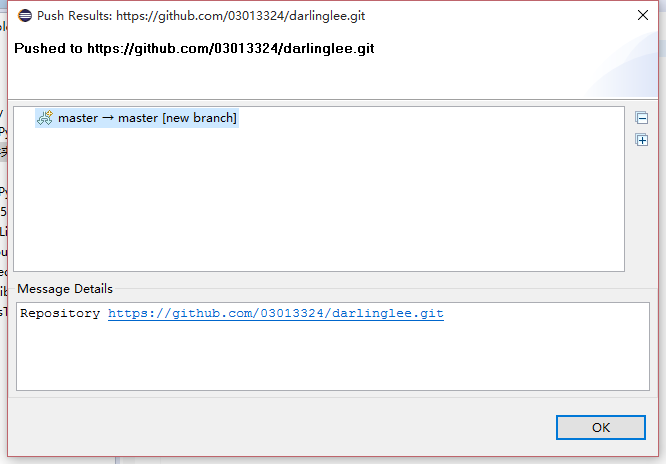 Push Results: https://github.com/03013324/darlinglee.git
Pushed to https://github.com/03013324/darlinglee.git
master → master [new branch]
Message Details
Repository https://github.com/03013324/darlinglee.git
OK